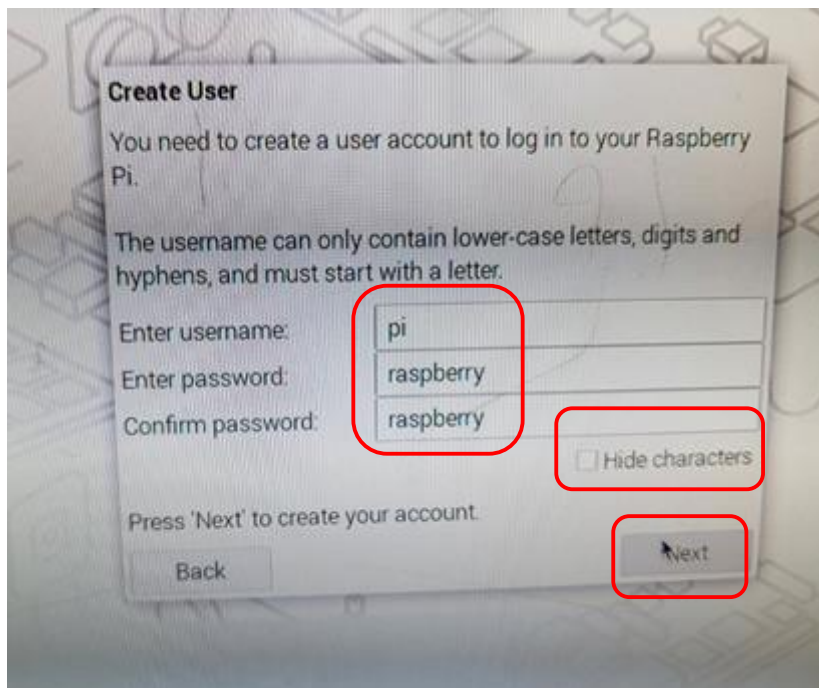 Create User
You need to create a user account to log in to your Raspberry
Pi.
The username can only contain lower-case letters, digits and
hyphens, and must start with a letter.
Enter username: pi
Enter password: raspberry
Confirm password: raspberry
Hide characters
Press 'Next' to create your account.
Back Next